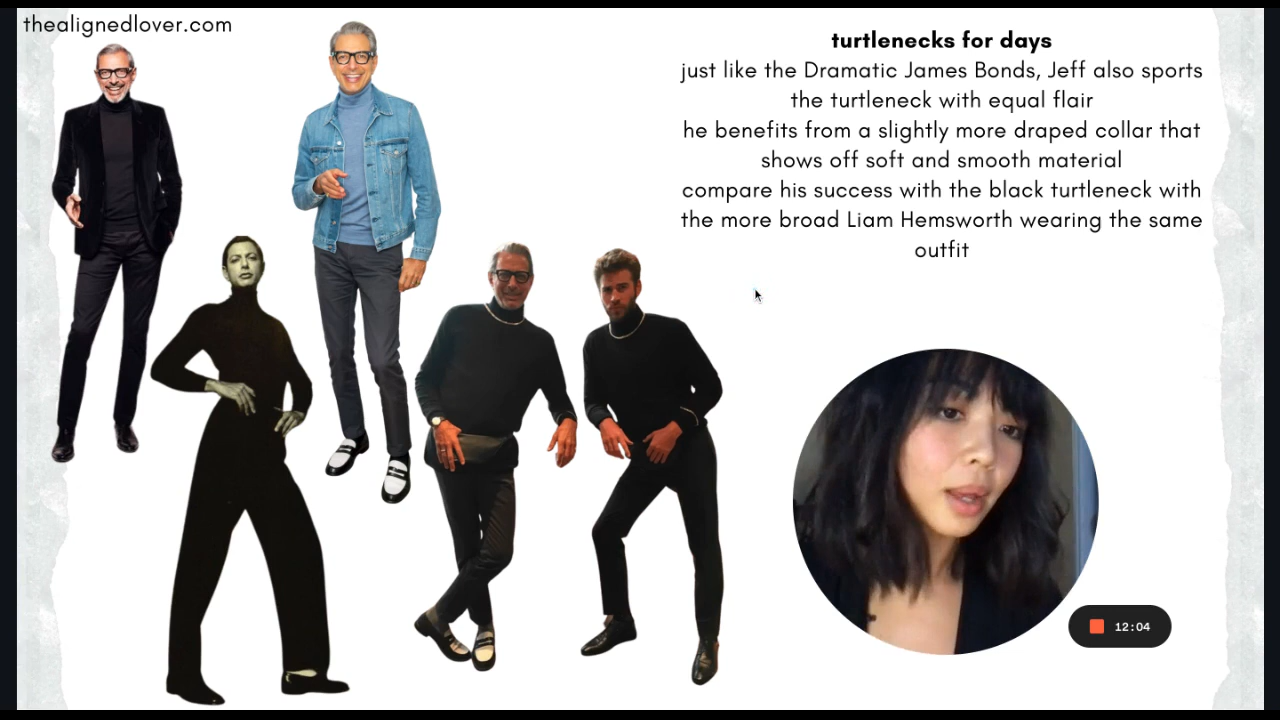 thealignedlover.com
turtlenecks for days
just like the Dramatic James Bonds, Jeff also sports
the turtleneck with equal flair
he benefits from a slightly more draped collar that
shows off soft and smooth material
compare his success with the black turtleneck with
the more broad Liam Hemsworth wearing the same
outfit
12:04